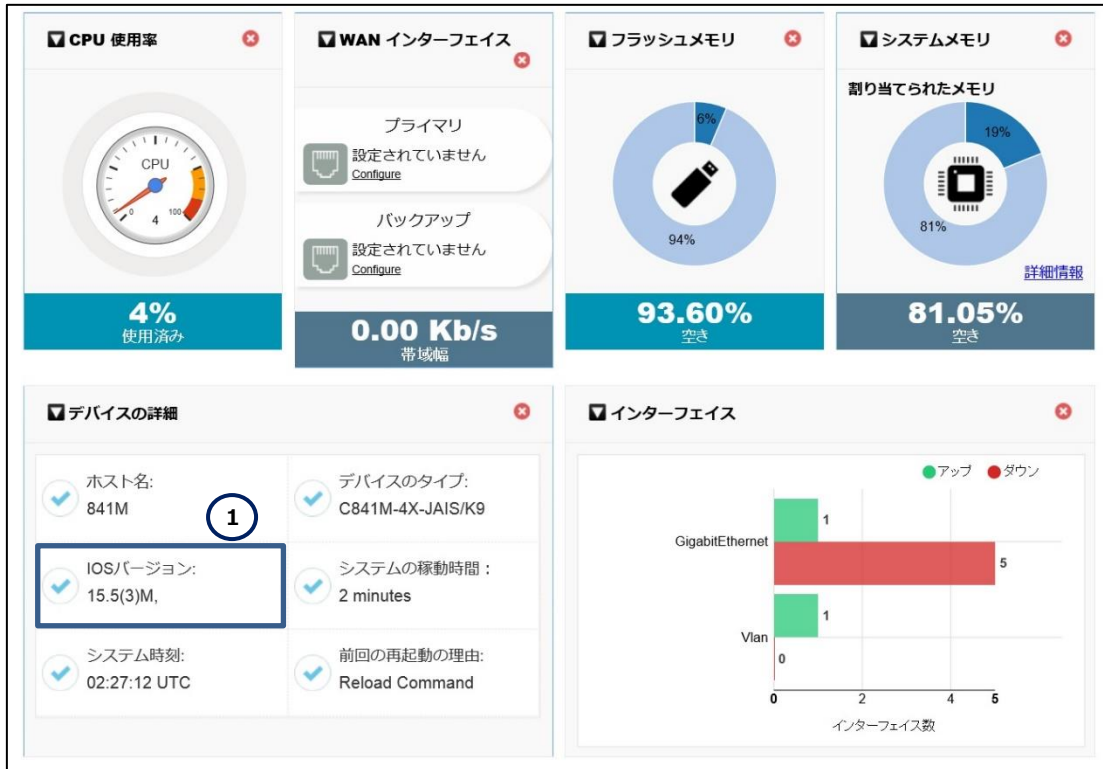 CPU 使用率
CPU
0
4
100
4%
使用済み
WAN インターフェイス
プライマリ
設定されていません
Configure
バックアップ
設定されていません
Configure
0.00 Kb/s
帯域幅
フラッシュメモリ
6%
94%
93.60%
空き
システムメモリ
割り当てられたメモリ
19%
81%
詳細情報
81.05%
空き
デバイスの詳細
ホスト名:
841M
デバイスのタイプ:
C841M-4X-JAIS/K9
1
IOSバージョン:
15.5(3)M,
システムの稼動時間 :
2 minutes
システム時刻:
02:27:12 UTC
前回の再起動の理由:
Reload Command
インターフェイス
アップ ダウン
GigabitEthernet
1
5
Vlan
1
0
0 2 4 5
インターフェイス数